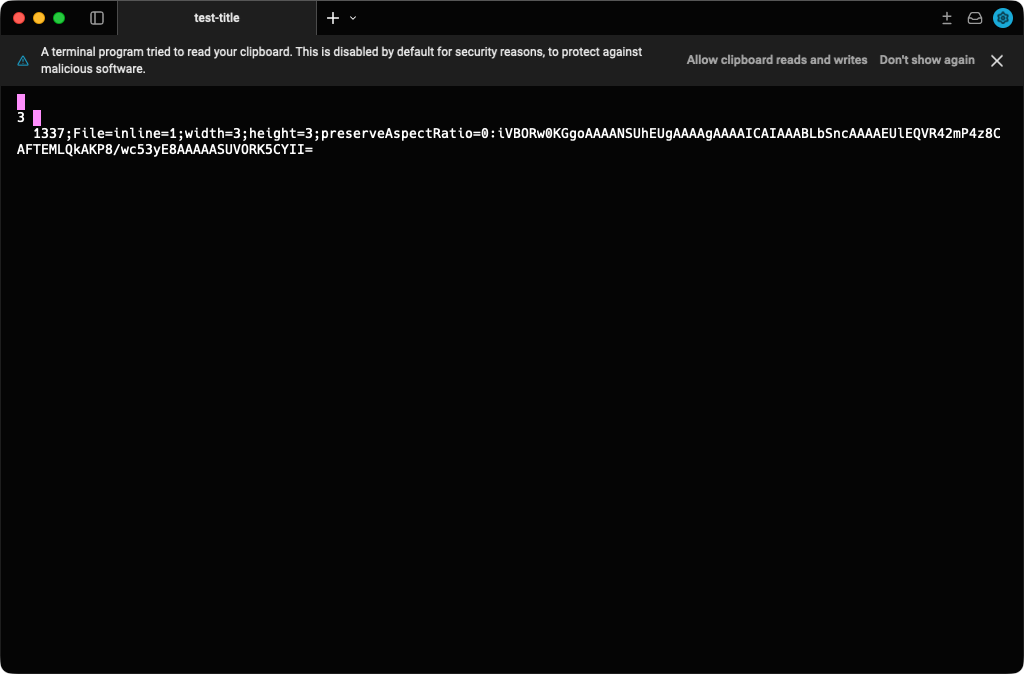 test-title
A terminal program tried to read your clipboard. This is disabled by default for security reasons, to protect against
malicious software.
Allow clipboard reads and writes
Don't show again
3
1337;File=inline=1;width=3;height=3;preserveAspectRatio=0:iVBORw0KGgoAAAANSUhEUgAAAAgAAAAICAIAAABLbSncAAAAEUlEQVR42mP4z8C
AFTEMLQkAKP8/wc53yE8AAAAASUVORK5CYII=